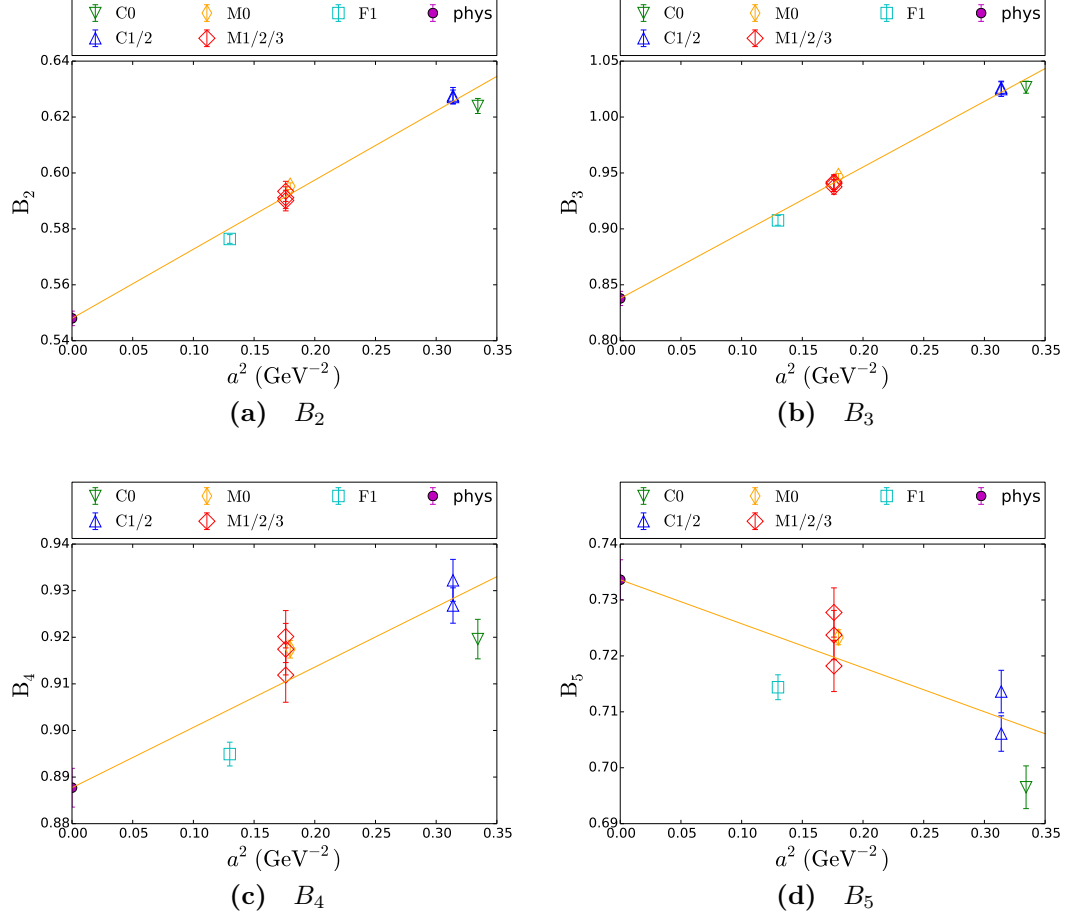 C0 M0 F1 phys
C1/2 M1/2/3
C0 M0 F1 phys
C1/2 M1/2/3
0.64
0.62
0.60
0.58
0.56
0.54
B2
0.00 0.05 0.10 0.15 0.20 0.25 0.30 0.35
a² (GeV⁻²)
(a) B2
1.05
1.00
0.95
0.90
0.85
0.80
B3
0.00 0.05 0.10 0.15 0.20 0.25 0.30 0.35
a² (GeV⁻²)
(b) B3
C0 M0 F1 phys
C1/2 M1/2/3
C0 M0 F1 phys
C1/2 M1/2/3
0.94
0.93
0.92
0.91
0.90
0.89
0.88
B4
0.00 0.05 0.10 0.15 0.20 0.25 0.30 0.35
a² (GeV⁻²)
(c) B4
0.74
0.73
0.72
0.71
0.70
0.69
B5
0.00 0.05 0.10 0.15 0.20 0.25 0.30 0.35
a² (GeV⁻²)
(d) B5